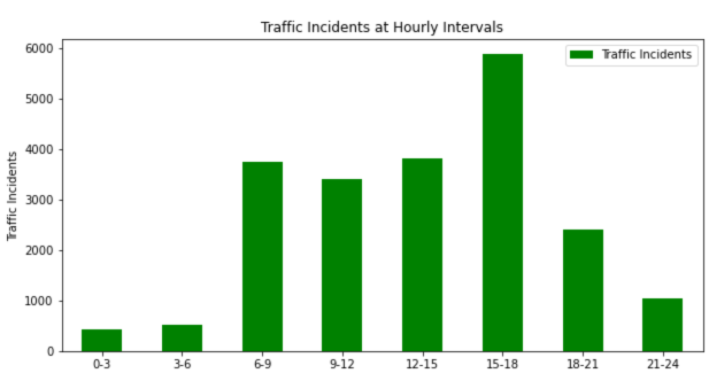 Traffic Incidents at Hourly Intervals
Traffic Incidents
6000
5000
4000
3000
2000
1000
0
Traffic Incidents
0-3 3-6 6-9 9-12 12-15 15-18 18-21 21-24